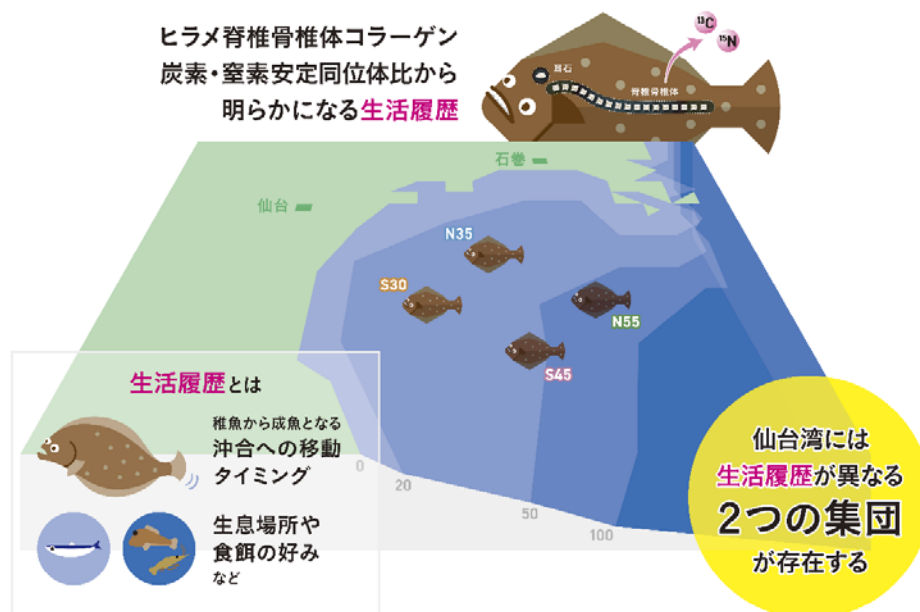 ヒラメ脊椎骨椎体コラーゲン
炭素・窒素安定同位体比から
明らかになる生活履歴
¹³C
¹⁵N
耳石
脊椎骨椎体
石巻
仙台
N35
S30
N55
S45
0
20
50
100
生活履歴とは
稚魚から成魚となる
沖合への移動
タイミング
生息場所や
食餌の好み
など
仙台湾には
生活履歴が異なる
2つの集団
が存在する